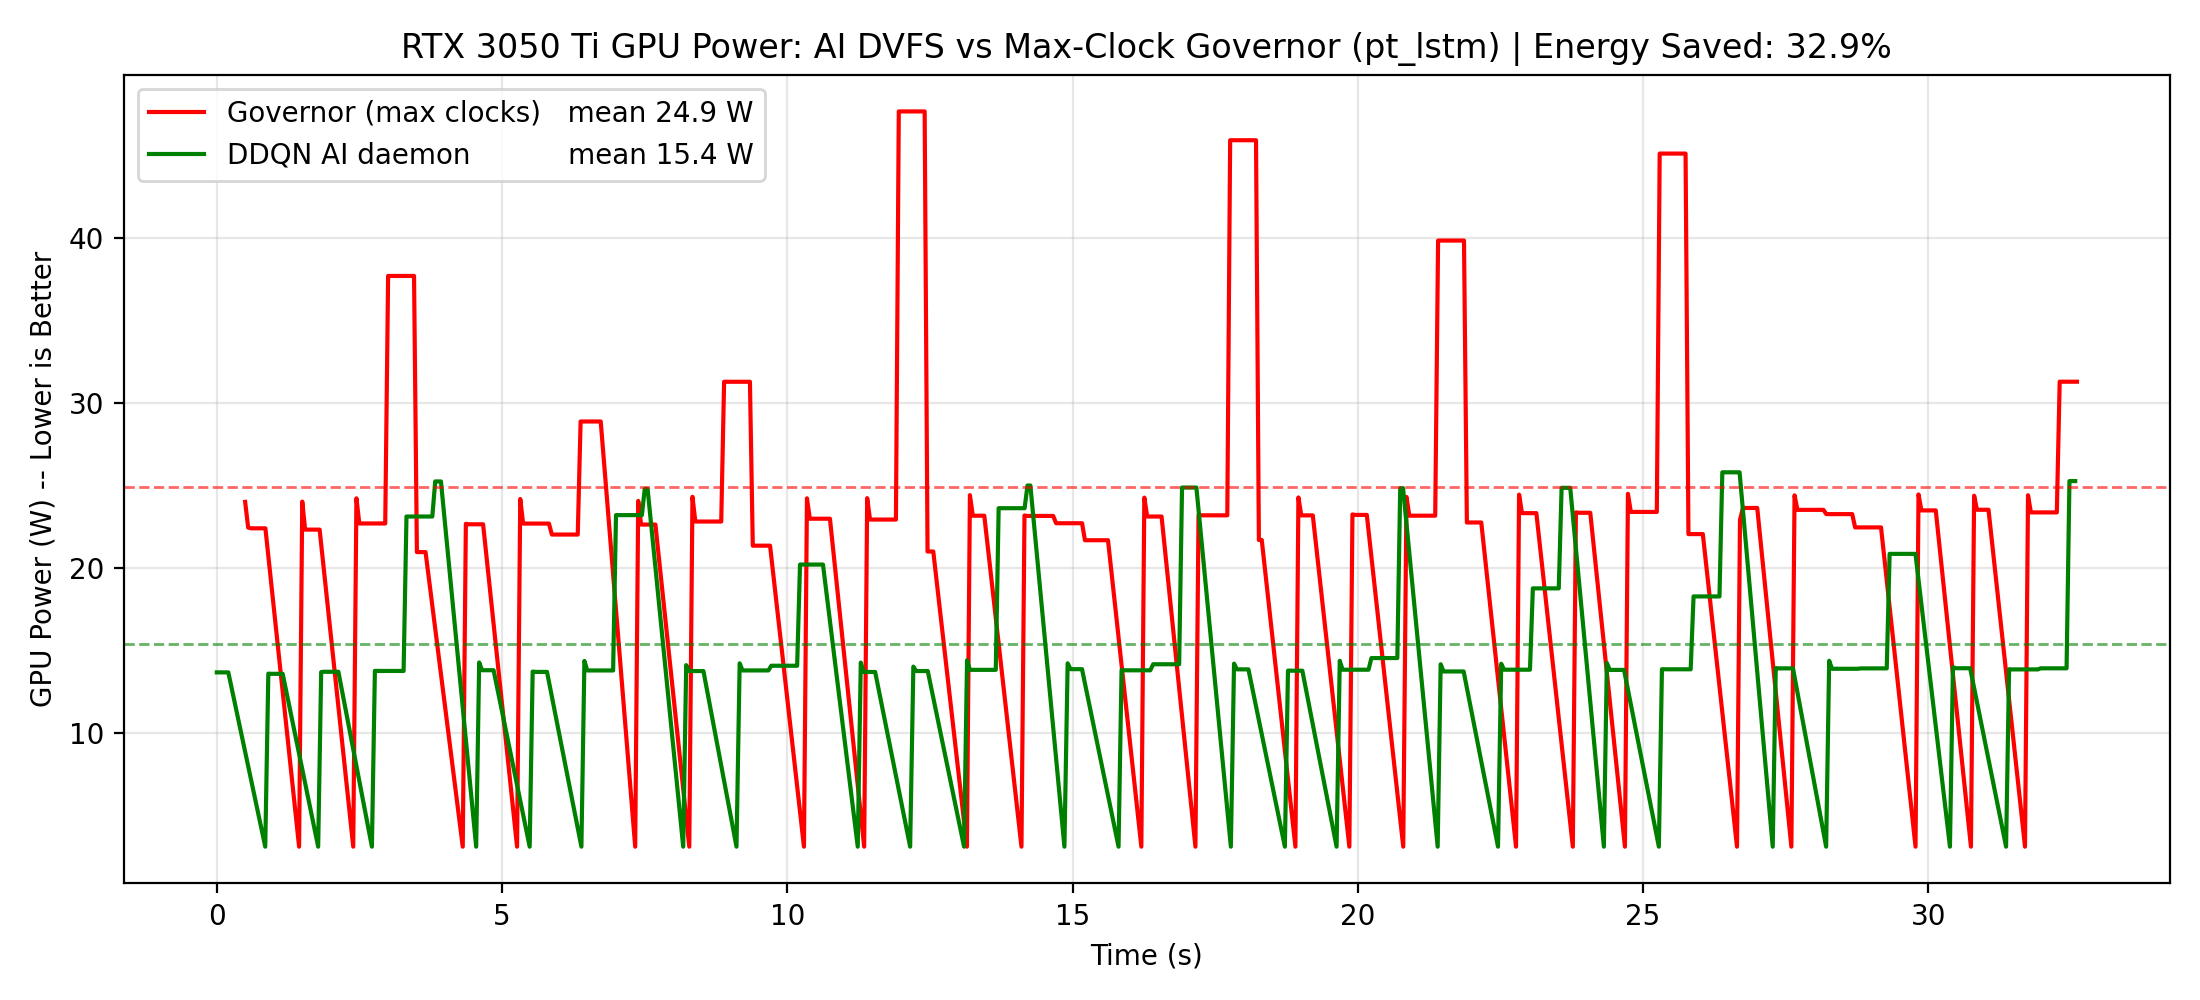 RTX 3050 Ti GPU Power: AI DVFS vs Max-Clock Governor (pt_lstm) | Energy Saved: 32.9%
Governor (max clocks)   mean 24.9 W
DDQN AI daemon           mean 15.4 W
GPU Power (W) -- Lower is Better
40
30
20
10
0 5 10 15 20 25 30
Time (s)